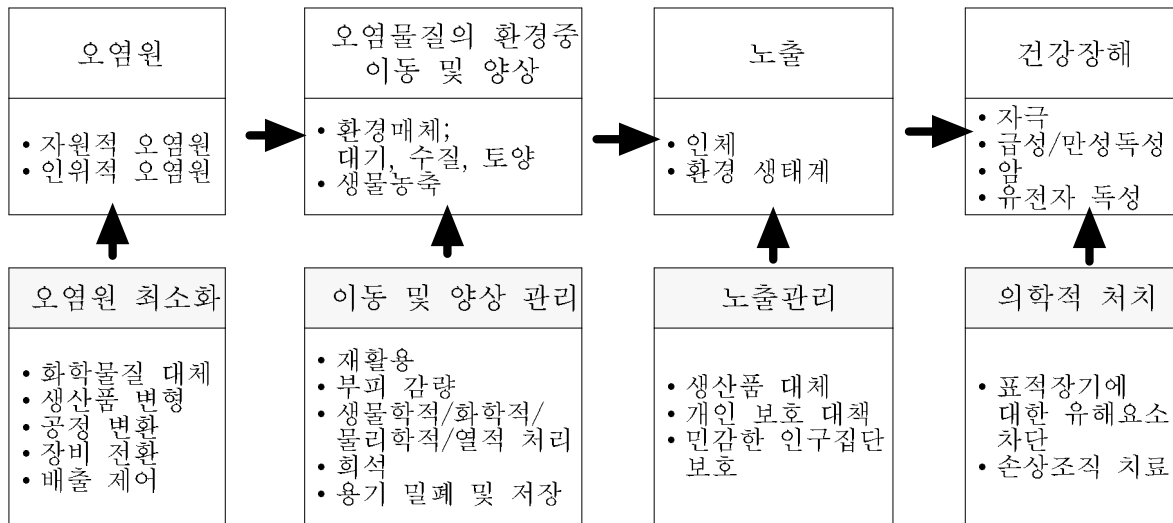 오염원
• 자원적 오염원
• 인위적 오염원
오염물질의 환경중
이동 및 양상
• 환경매체;
대기, 수질, 토양
• 생물농축
노출
• 인체
• 환경 생태계
건강장해
• 자극
• 급성/만성독성
• 암
• 유전자 독성
오염원 최소화
• 화학물질 대체
• 생산품 변형
• 공정 변환
• 장비 전환
• 배출 제어
이동 및 양상 관리
• 재활용
• 부피 감량
• 생물학적/화학적/
물리학적/열적 처리
• 희석
• 용기 밀폐 및 저장
노출관리
• 생산품 대체
• 개인 보호 대책
• 민감한 인구집단
보호
의학적 처치
• 표적장기에
대한 유해요소
차단
• 손상조직 치료